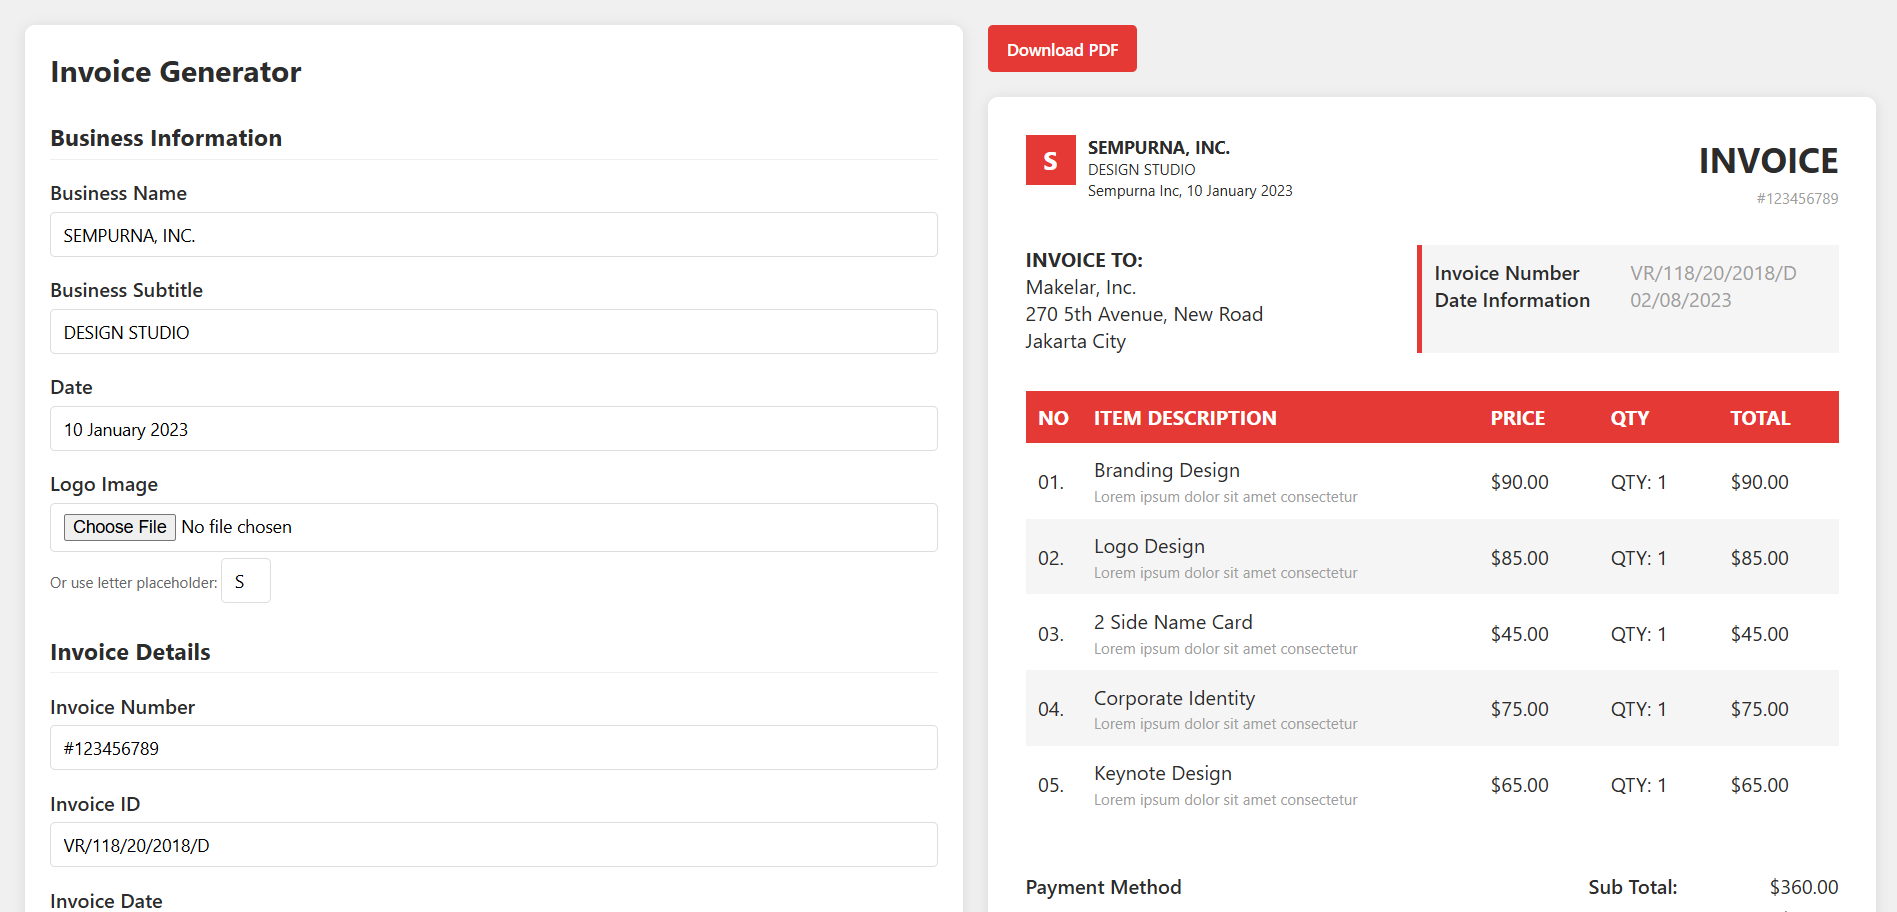 Invoice Generator
Business Information
Business Name
SEMPURNA, INC.
Business Subtitle
DESIGN STUDIO
Date
10 January 2023
Logo Image
Choose File No file chosen
Or use letter placeholder: S
Invoice Details
Invoice Number
#123456789
Invoice ID
VR/118/20/2018/D
Invoice Date
Download PDF
S
SEMPURNA, INC.
DESIGN STUDIO
Sempurna Inc, 10 January 2023
INVOICE
#123456789
INVOICE TO:
Makelar, Inc.
270 5th Avenue, New Road
Jakarta City
Invoice Number VR/118/20/2018/D
Date Information 02/08/2023
NO ITEM DESCRIPTION PRICE QTY TOTAL
01. Branding Design $90.00 QTY: 1 $90.00
Lorem ipsum dolor sit amet consectetur
02. Logo Design $85.00 QTY: 1 $85.00
Lorem ipsum dolor sit amet consectetur
03. 2 Side Name Card $45.00 QTY: 1 $45.00
Lorem ipsum dolor sit amet consectetur
04. Corporate Identity $75.00 QTY: 1 $75.00
Lorem ipsum dolor sit amet consectetur
05. Keynote Design $65.00 QTY: 1 $65.00
Lorem ipsum dolor sit amet consectetur
Payment Method Sub Total: $360.00